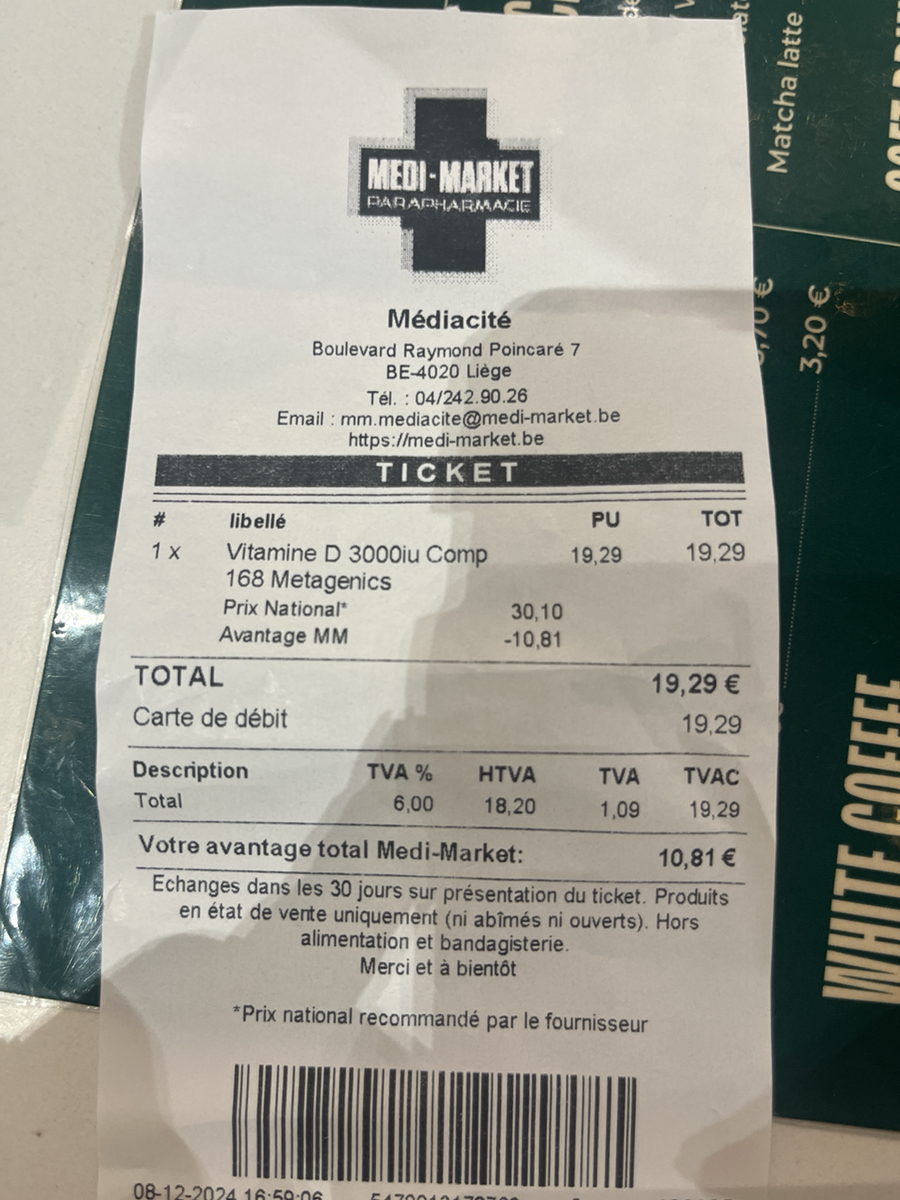 MEDI-MARKET
PARAPHARMACIE
Médiacité
Boulevard Raymond Poincaré 7
BE-4020 Liège
Tél. : 04/242.90.26
Email : mm.mediacite@medi-market.be
https://medi-market.be
TICKET
# libellé PU TOT
1 x Vitamine D 3000iu Comp 19,29 19,29
168 Metagenics
Prix National* 30,10
Avantage MM -10,81
TOTAL 19,29 €
Carte de débit 19,29
Description TVA % HTVA TVA TVAC
Total 6,00 18,20 1,09 19,29
Votre avantage total Medi-Market: 10,81 €
Echanges dans les 30 jours sur présentation du ticket. Produits
en état de vente uniquement (ni abîmés ni ouverts). Hors
alimentation et bandagisterie.
Merci et à bientôt
*Prix national recommandé par le fournisseur
08-12-2024 16:59:06
Matcha latte
3,20 €
WHITE COFFEE